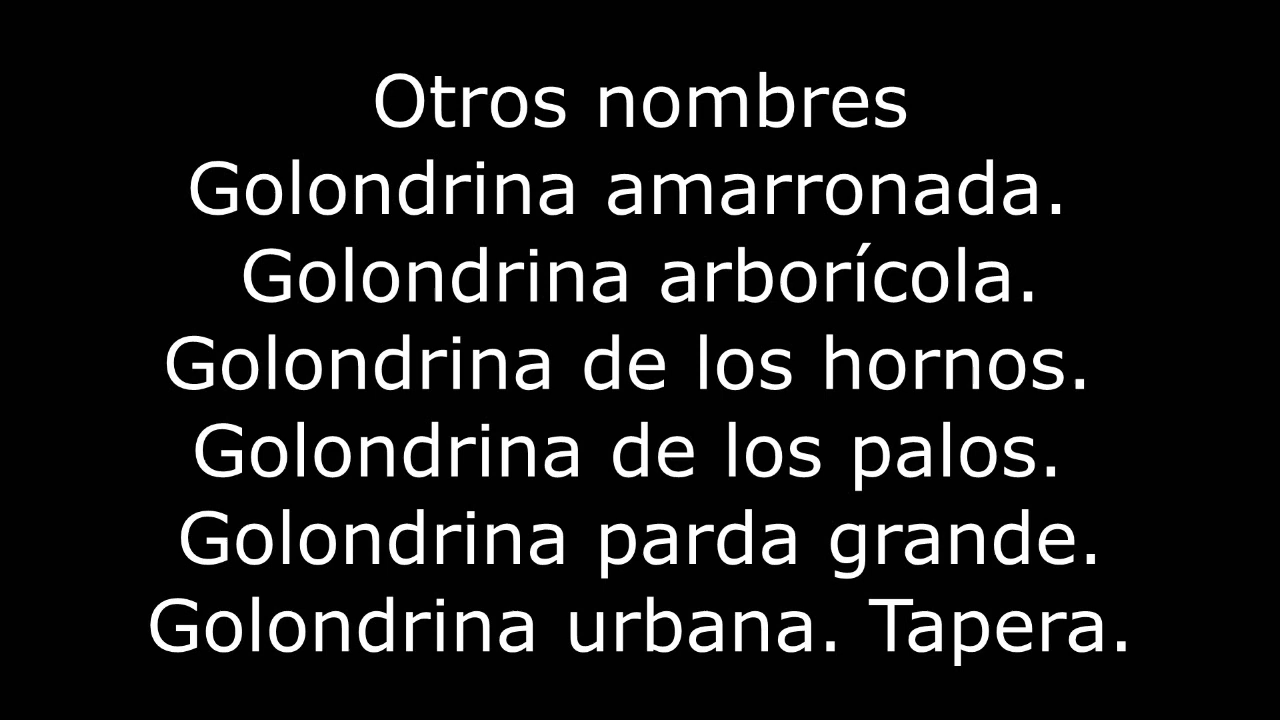 Otros nombres
Golondrina amarronada.
Golondrina arborícola.
Golondrina de los hornos.
Golondrina de los palos.
Golondrina parda grande.
Golondrina urbana. Tapera.